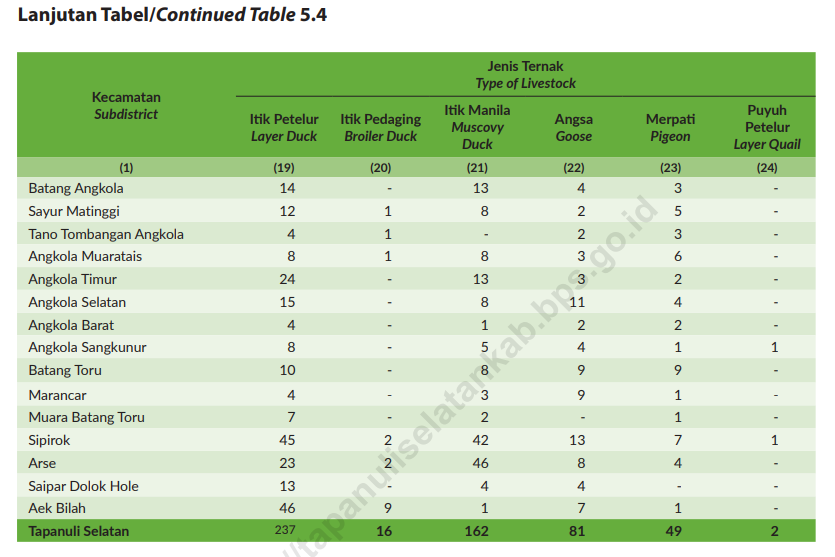 Lanjutan Tabel/Continued Table 5.4
Kecamatan
Subdistrict
Jenis Ternak
Type of Livestock
Itik Petelur
Layer Duck
Itik Pedaging
Broiler Duck
Itik Manila
Muscovy
Duck
Angsa
Goose
Merpati
Pigeon
Puyuh
Petelur
Layer Quail
(1) (19) (20) (21) (22) (23) (24)
Batang Angkola 14 - 13 4 3 -
Sayur Matinggi 12 1 8 2 5 -
Tano Tombangan Angkola 4 1 - 2 3 -
Angkola Muaratais 8 1 8 3 6 -
Angkola Timur 24 - 13 3 2 -
Angkola Selatan 15 - 8 11 4 -
Angkola Barat 4 - 1 2 2 -
Angkola Sangkunur 8 - 5 4 1 1
Batang Toru 10 - 8 9 9 -
Marancar 4 - 3 9 1 -
Muara Batang Toru 7 - 2 - 1 -
Sipirok 45 2 42 13 7 1
Arse 23 2 46 8 4 -
Saipar Dolok Hole 13 - 4 4 - -
Aek Bilah 46 9 1 7 1 -
Tapanuli Selatan 237 16 162 81 49 2
//tapanuliselatankab.bps.go.id